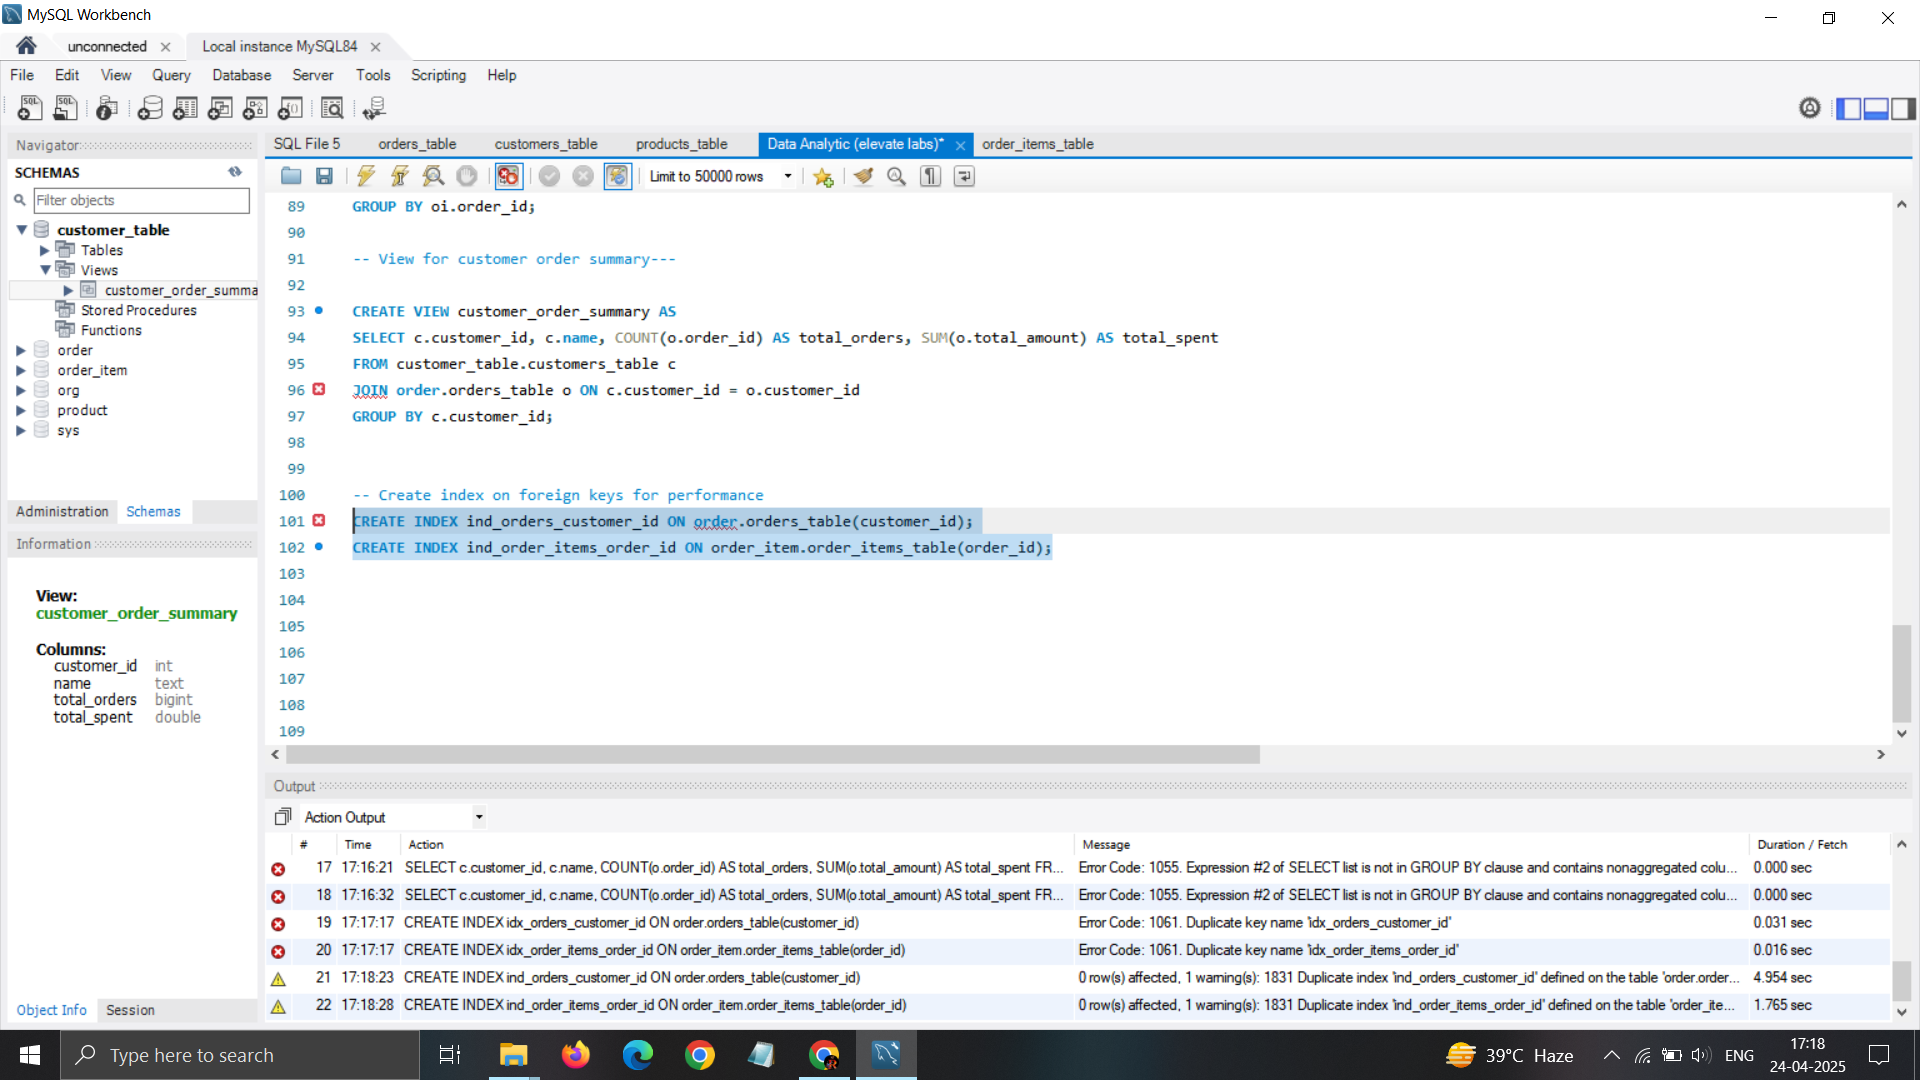 MySQL Workbench
unconnected
Local instance MySQL84
File Edit View Query Database Server Tools Scripting Help
Navigator
SCHEMAS
Filter objects
customer_table
Tables
Views
customer_order_summa
Stored Procedures
Functions
order
order_item
org
product
sys
Administration Schemas
Information
View:
customer_order_summary
Columns:
customer_id int
name text
total_orders bigint
total_spent double
Object Info Session
SQL File 5 orders_table customers_table products_table Data Analytic (elevate labs)* order_items_table
Limit to 50000 rows
89 GROUP BY oi.order_id;
90
91 -- View for customer order summary---
92
93 CREATE VIEW customer_order_summary AS
94 SELECT c.customer_id, c.name, COUNT(o.order_id) AS total_orders, SUM(o.total_amount) AS total_spent
95 FROM customer_table.customers_table c
96 JOIN order.orders_table o ON c.customer_id = o.customer_id
97 GROUP BY c.customer_id;
98
99
100 -- Create index on foreign keys for performance
101 CREATE INDEX ind_orders_customer_id ON order.orders_table(customer_id);
102 CREATE INDEX ind_order_items_order_id ON order_item.order_items_table(order_id);
103
104
105
106
107
108
109
Output
Action Output
# Time Action Message Duration / Fetch
17 17:16:21 SELECT c.customer_id, c.name, COUNT(o.order_id) AS total_orders, SUM(o.total_amount) AS total_spent FR... Error Code: 1055. Expression #2 of SELECT list is not in GROUP BY clause and contains nonaggregated colu... 0.000 sec
18 17:16:32 SELECT c.customer_id, c.name, COUNT(o.order_id) AS total_orders, SUM(o.total_amount) AS total_spent FR... Error Code: 1055. Expression #2 of SELECT list is not in GROUP BY clause and contains nonaggregated colu... 0.000 sec
19 17:17:17 CREATE INDEX idx_orders_customer_id ON order.orders_table(customer_id) Error Code: 1061. Duplicate key name 'idx_orders_customer_id' 0.031 sec
20 17:17:17 CREATE INDEX idx_order_items_order_id ON order_item.order_items_table(order_id) Error Code: 1061. Duplicate key name 'idx_order_items_order_id' 0.016 sec
21 17:18:23 CREATE INDEX ind_orders_customer_id ON order.orders_table(customer_id) 0 row(s) affected, 1 warning(s): 1831 Duplicate index 'ind_orders_customer_id' defined on the table 'order.order... 4.954 sec
22 17:18:28 CREATE INDEX ind_order_items_order_id ON order_item.order_items_table(order_id) 0 row(s) affected, 1 warning(s): 1831 Duplicate index 'ind_order_items_order_id' defined on the table 'order_ite... 1.765 sec
Type here to search
39°C Haze
ENG
17:18
24-04-2025